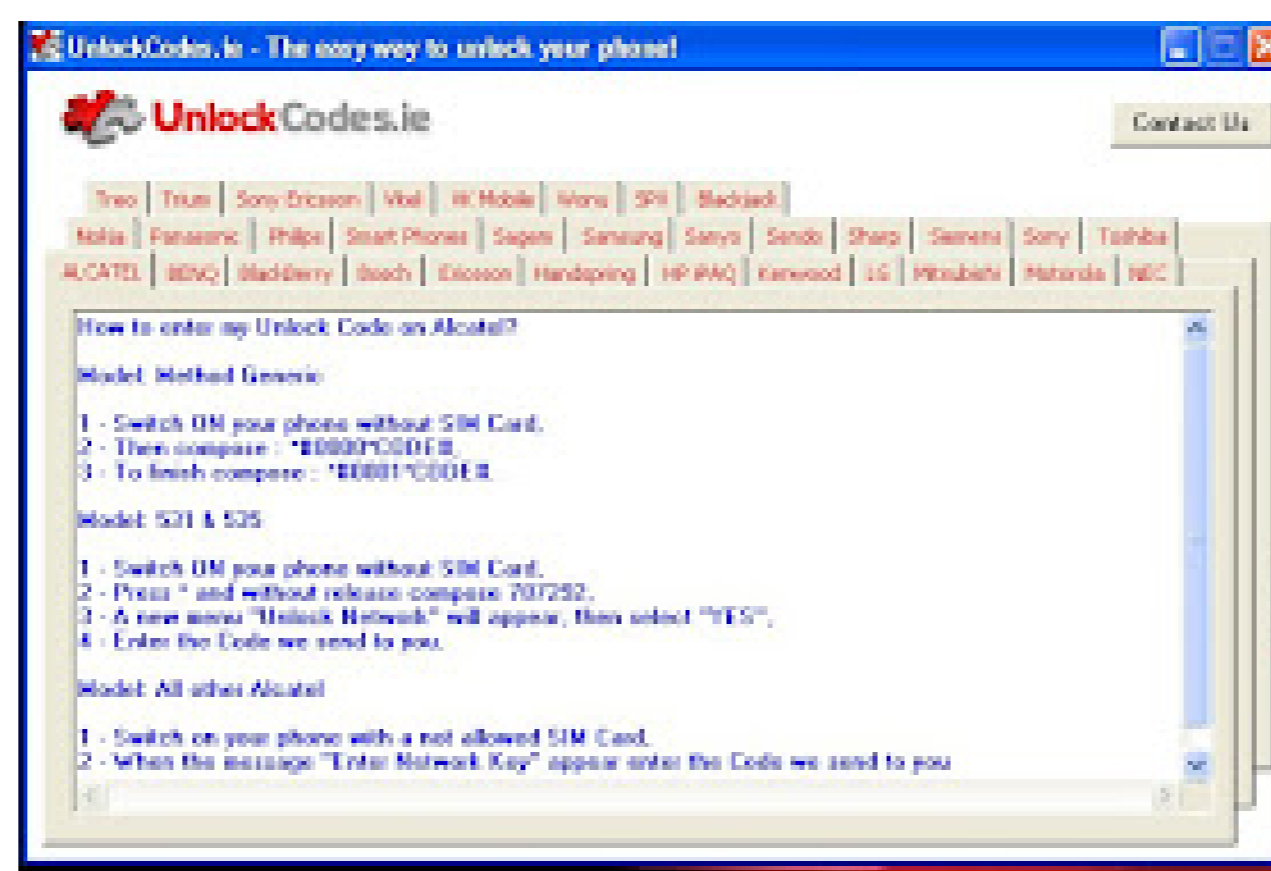 UnlockCodes.ie - The easy way to unlock your phone!
UnlockCodes.ie
Contact Us
Treo Trium Sony Ericsson Vitel VK Mobile Wonu SPV Blackjack
Nokia Panasonic Philips Smart Phones Sagem Samsung Sanyo Sendo Sharp Siemens Sony Toshiba
ALCATEL BENQ BlackBerry Bosch Ericsson Handspring HP iPAQ Kenwood LG Mitsubishi Motorola NEC
How to enter my Unlock Code on Alcatel?
Model: Method Generic
1 - Switch ON your phone without SIM Card,
2 - Then compose : *#0000*CODE#,
3 - To finish compose : *#0001*CODE#.
Model: 531 & 535
1 - Switch ON your phone without SIM Card,
2 - Press * and without release compose 787292,
3 - A new menu "Unlock Network" will appear, then select "YES",
4 - Enter the Code we send to you.
Model: All other Alcatel
1 - Switch on your phone with a not allowed SIM Card.
2 - When the message "Enter Network Key" appear enter the Code we send to you